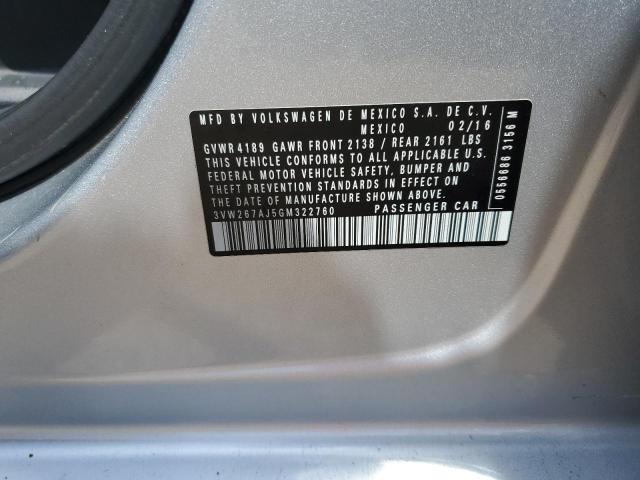 MFD BY VOLKSWAGEN DE MEXICO S.A. DE C.V.
MEXICO 02/16
GVWR 4189 GAWR FRONT 2138 / REAR 2161 LBS
THIS VEHICLE CONFORMS TO ALL APPLICABLE U.S.
FEDERAL MOTOR VEHICLE SAFETY, BUMPER AND
THEFT PREVENTION STANDARDS IN EFFECT ON
THE DATE OF MANUFACTURE SHOWN ABOVE.
3VW267AJ5GM322760 PASSENGER CAR
0556686 3156 M